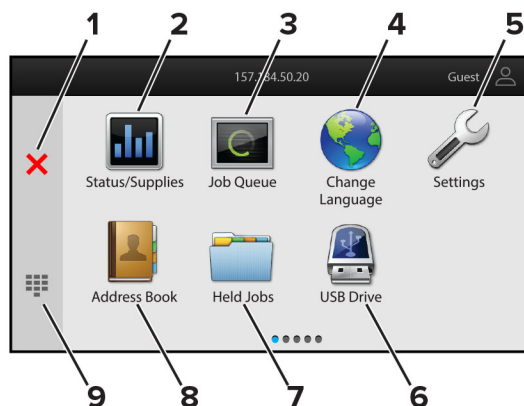 1 2 3 4 5
157.184.50.20 Guest
Status/Supplies Job Queue Change Language Settings
Address Book Held Jobs USB Drive
9 8 7 6